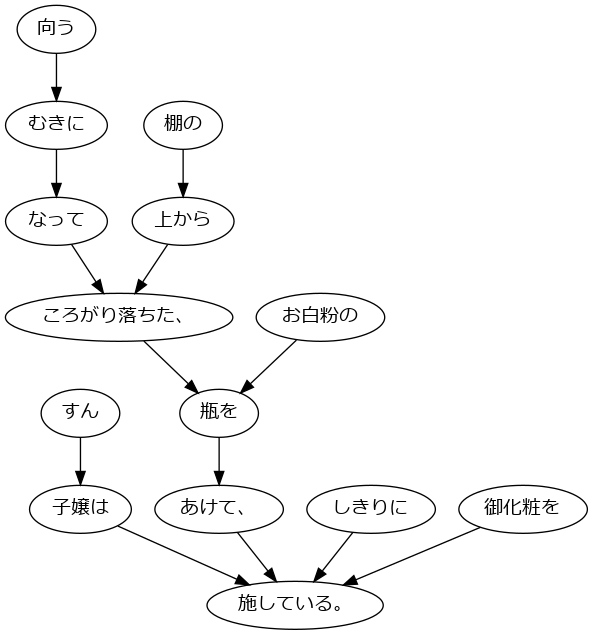 向う
むきに
棚の
なって
上から
ころがり落ちた、
お白粉の
すん
瓶を
子嬢は
あけて、
しきりに
御化粧を
施している。